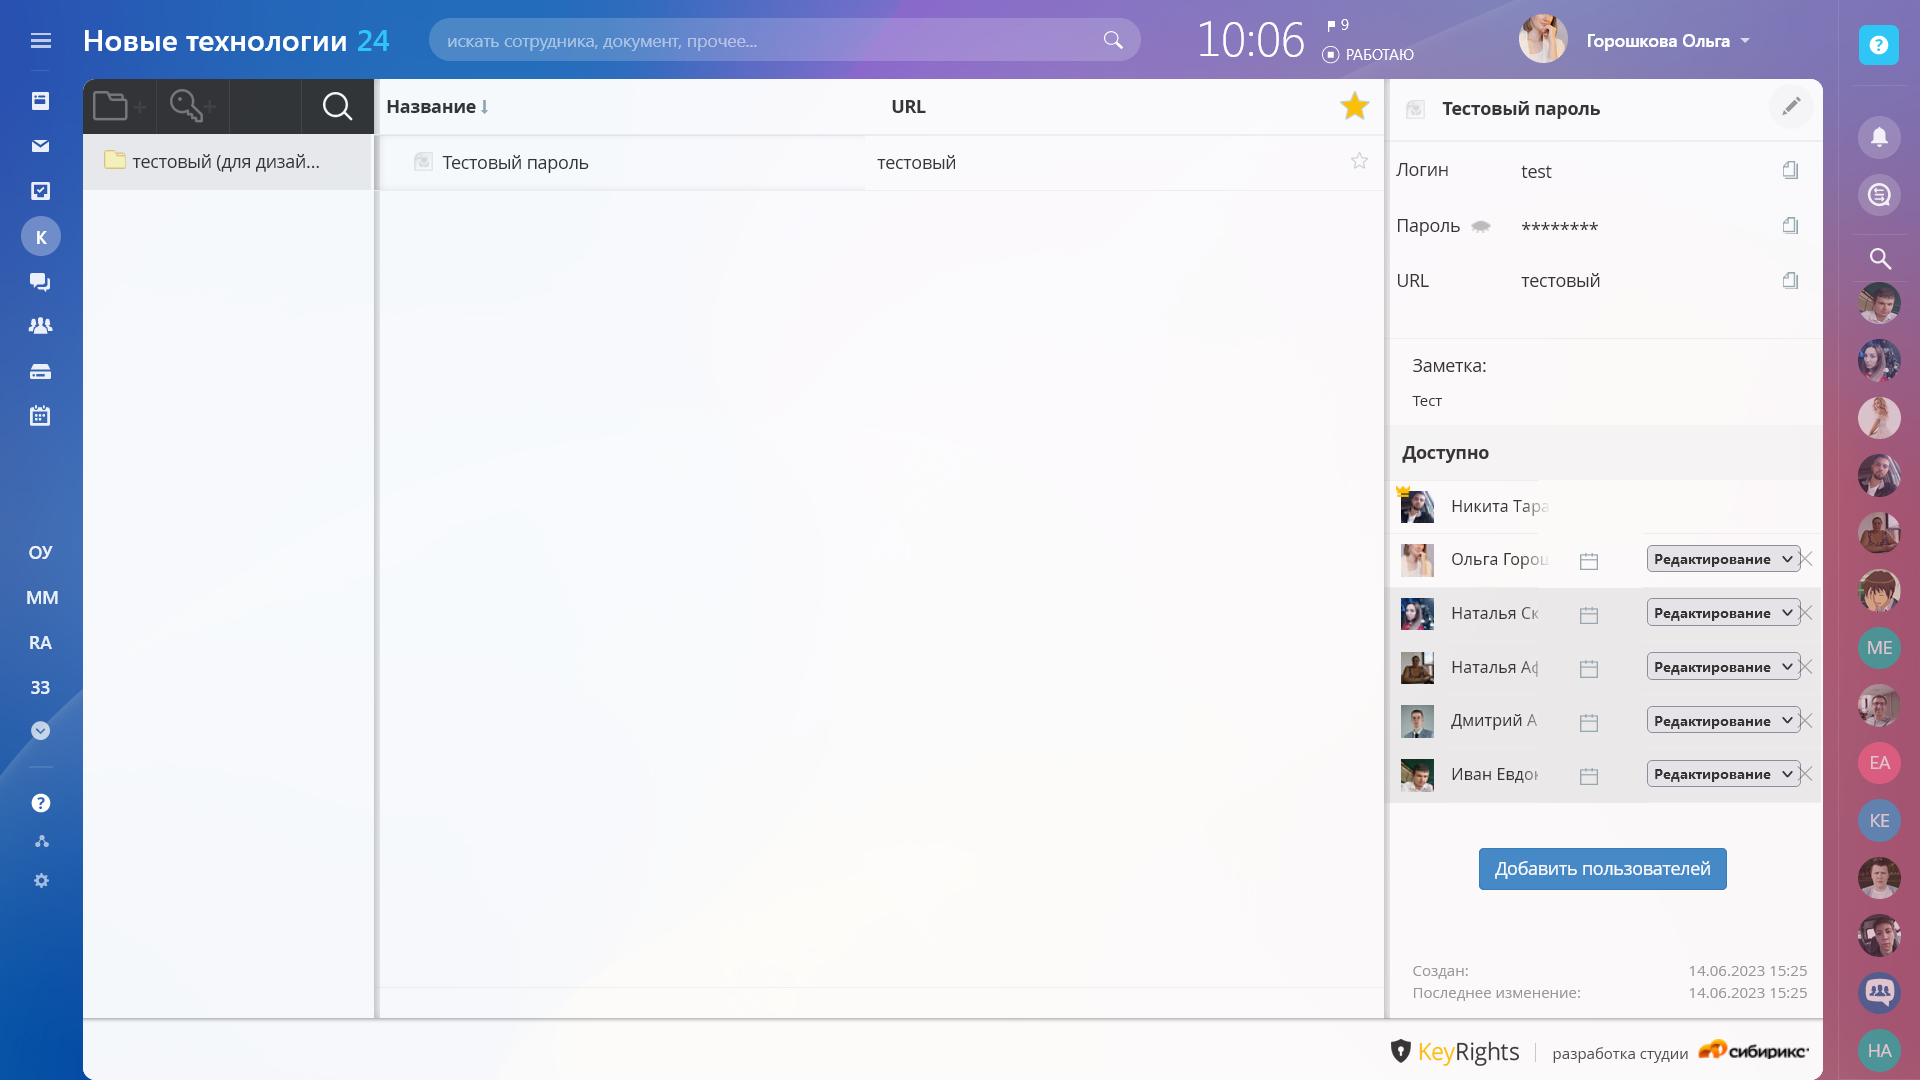 Новые технологии 24
искать сотрудника, документ, прочее...
10:06
9
РАБОТАЮ
Горошкова Ольга
?
K
ОУ
ММ
RA
33
?
тестовый (для дизай...
Название
URL
Тестовый пароль
тестовый
Тестовый пароль
Логин
test
Пароль
********
URL
тестовый
Заметка:
Тест
Доступно
Никита Тара
Ольга Горош
Редактирование
Наталья Ск
Редактирование
Наталья Аф
Редактирование
Дмитрий А
Редактирование
Иван Евдок
Редактирование
Добавить пользователей
Создан:
14.06.2023 15:25
Последнее изменение:
14.06.2023 15:25
KeyRights
разработка студии
сибирикс
МЕ
ЕА
КЕ
НА